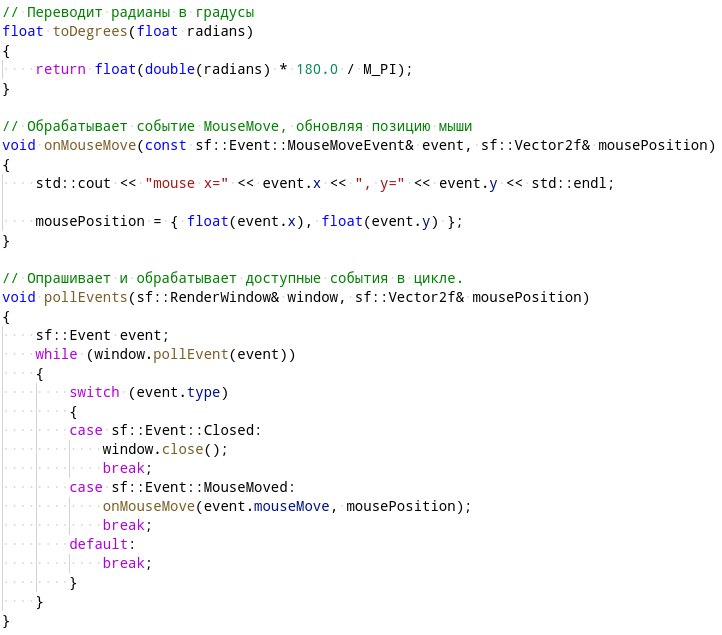 // Переводит радианы в градусы
float toDegrees(float radians)
{
    return float(double(radians) * 180.0 / M_PI);
}

// Обрабатывает событие MouseMove, обновляя позицию мыши
void onMouseMove(const sf::Event::MouseMoveEvent& event, sf::Vector2f& mousePosition)
{
    std::cout << "mouse x=" << event.x << ", y=" << event.y << std::endl;

    mousePosition = { float(event.x), float(event.y) };
}

// Опрашивает и обрабатывает доступные события в цикле.
void pollEvents(sf::RenderWindow& window, sf::Vector2f& mousePosition)
{
    sf::Event event;
    while (window.pollEvent(event))
    {
        switch (event.type)
        {
        case sf::Event::Closed:
            window.close();
            break;
        case sf::Event::MouseMoved:
            onMouseMove(event.mouseMove, mousePosition);
            break;
        default:
            break;
        }
    }
}